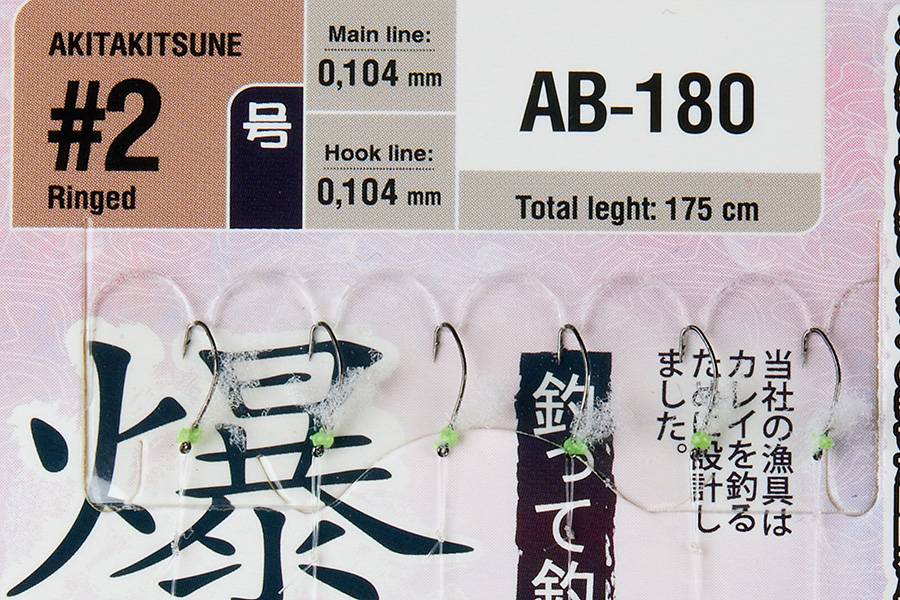 AKITAKITSUNE
#2
Ringed
号
Main line:
0,104 mm
Hook line:
0,104 mm
AB-180
Total leght: 175 cm
爆
釣って釣
当社の漁具は
カレイを釣る
ために設計し
ました。